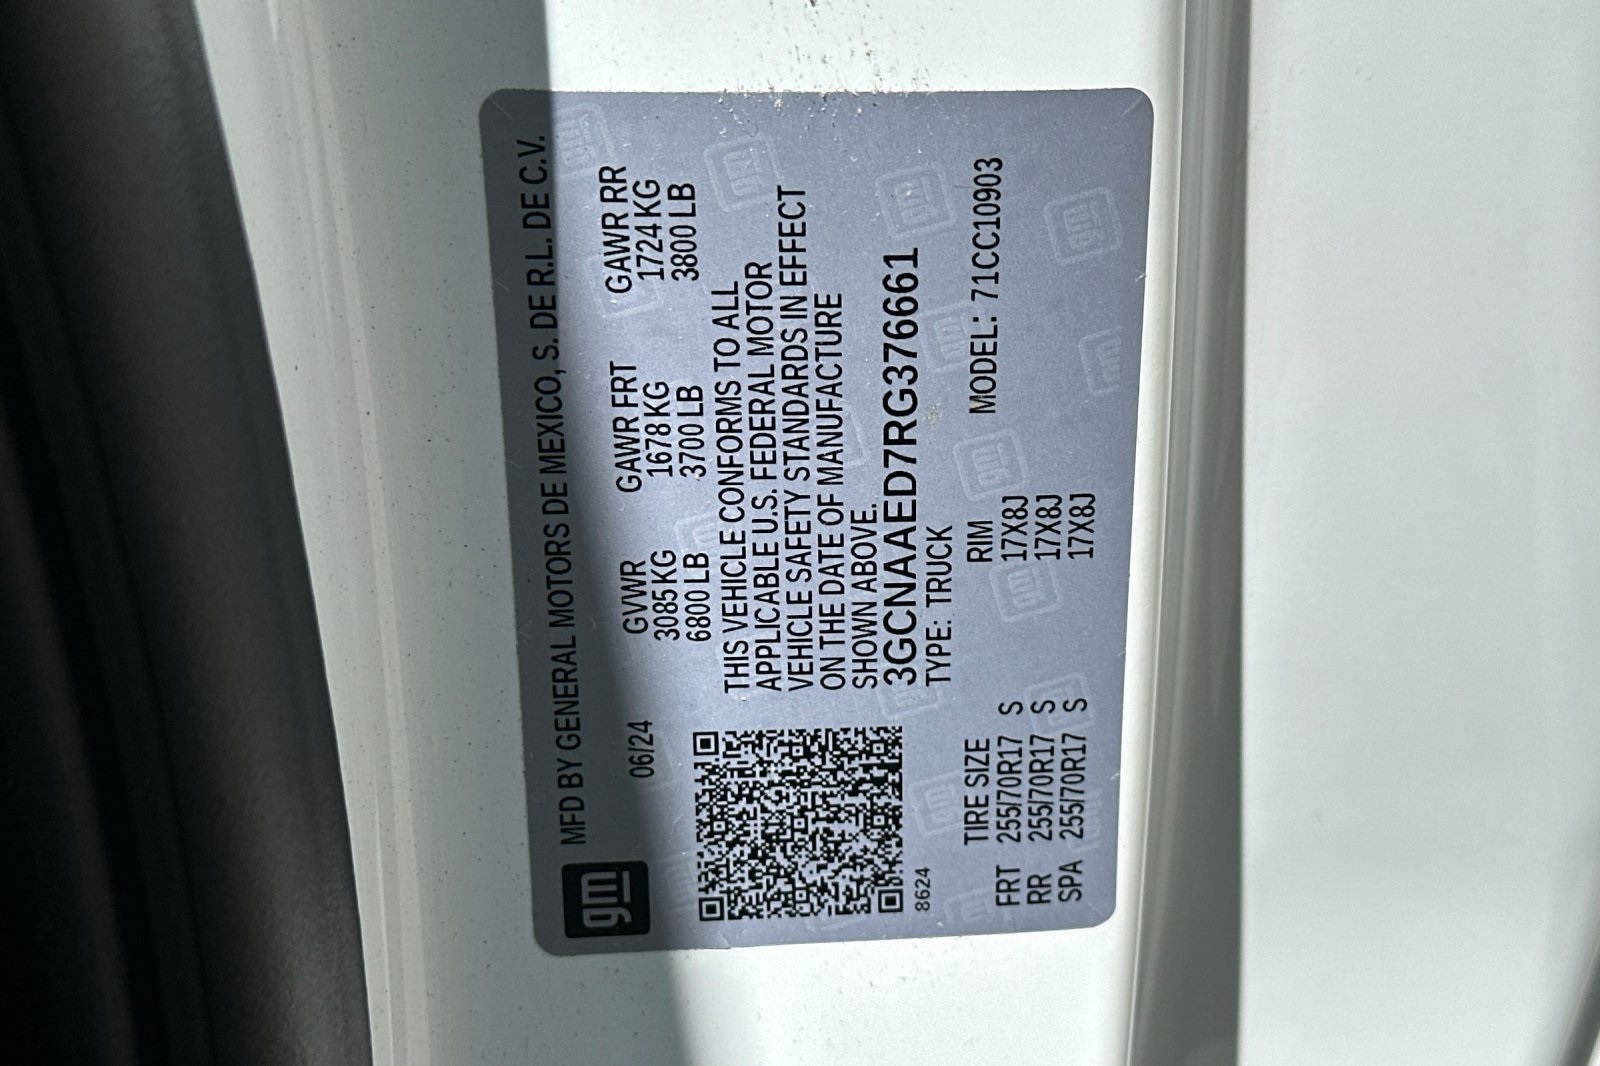 gm
MFD BY GENERAL MOTORS DE MEXICO, S. DE R.L. DE C.V.
06/24
GVWR GAWR FRT GAWR RR
3085 KG 1678 KG 1724 KG
6800 LB 3700 LB 3800 LB
THIS VEHICLE CONFORMS TO ALL
APPLICABLE U.S. FEDERAL MOTOR
VEHICLE SAFETY STANDARDS IN EFFECT
ON THE DATE OF MANUFACTURE
SHOWN ABOVE.
3GCNAAED7RG376661
8624
TYPE: TRUCK
MODEL: 71CC10903
TIRE SIZE RIM
FRT 255/70R17 S 17X8J
RR 255/70R17 S 17X8J
SPA 255/70R17 S 17X8J